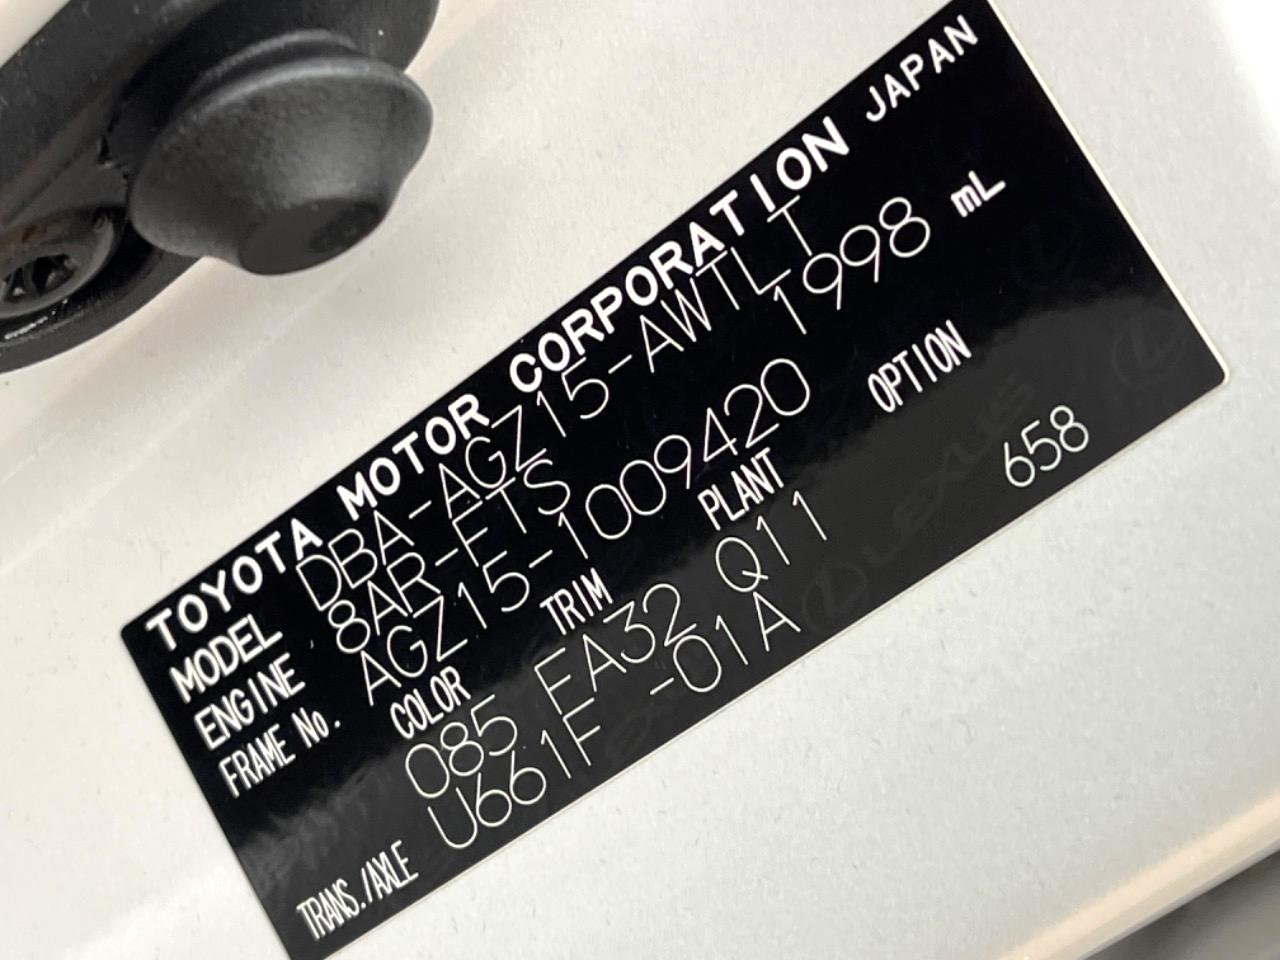 TOYOTA MOTOR CORPORATION JAPAN
MODEL DBA-AGZ15-AWTLT
ENGINE 8AR-FTS 1998 mL
FRAME No. AGZ15-1009420
COLOR TRIM PLANT OPTION
085 FA32 Q11 658
TRANS./AXLE U661F -01A